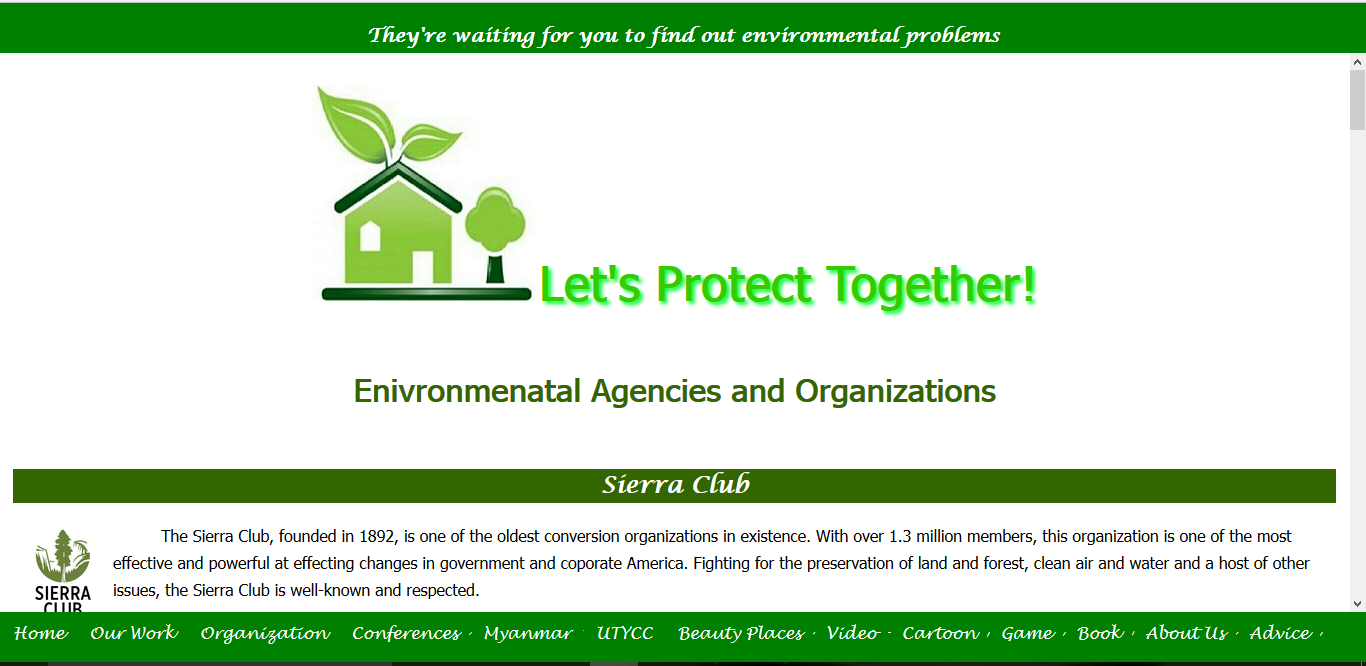 They're waiting for you to find out environmental problems
Let's Protect Together!
Enivronmenatal Agencies and Organizations
Sierra Club
The Sierra Club, founded in 1892, is one of the oldest conversion organizations in existence. With over 1.3 million members, this organization is one of the most
effective and powerful at effecting changes in government and coporate America. Fighting for the preservation of land and forest, clean air and water and a host of other
issues, the Sierra Club is well-known and respected.
SIERRA
CLUB
Home Our Work Organization Conferences Myanmar UTYCC Beauty Places Video Cartoon Game Book About Us Advice